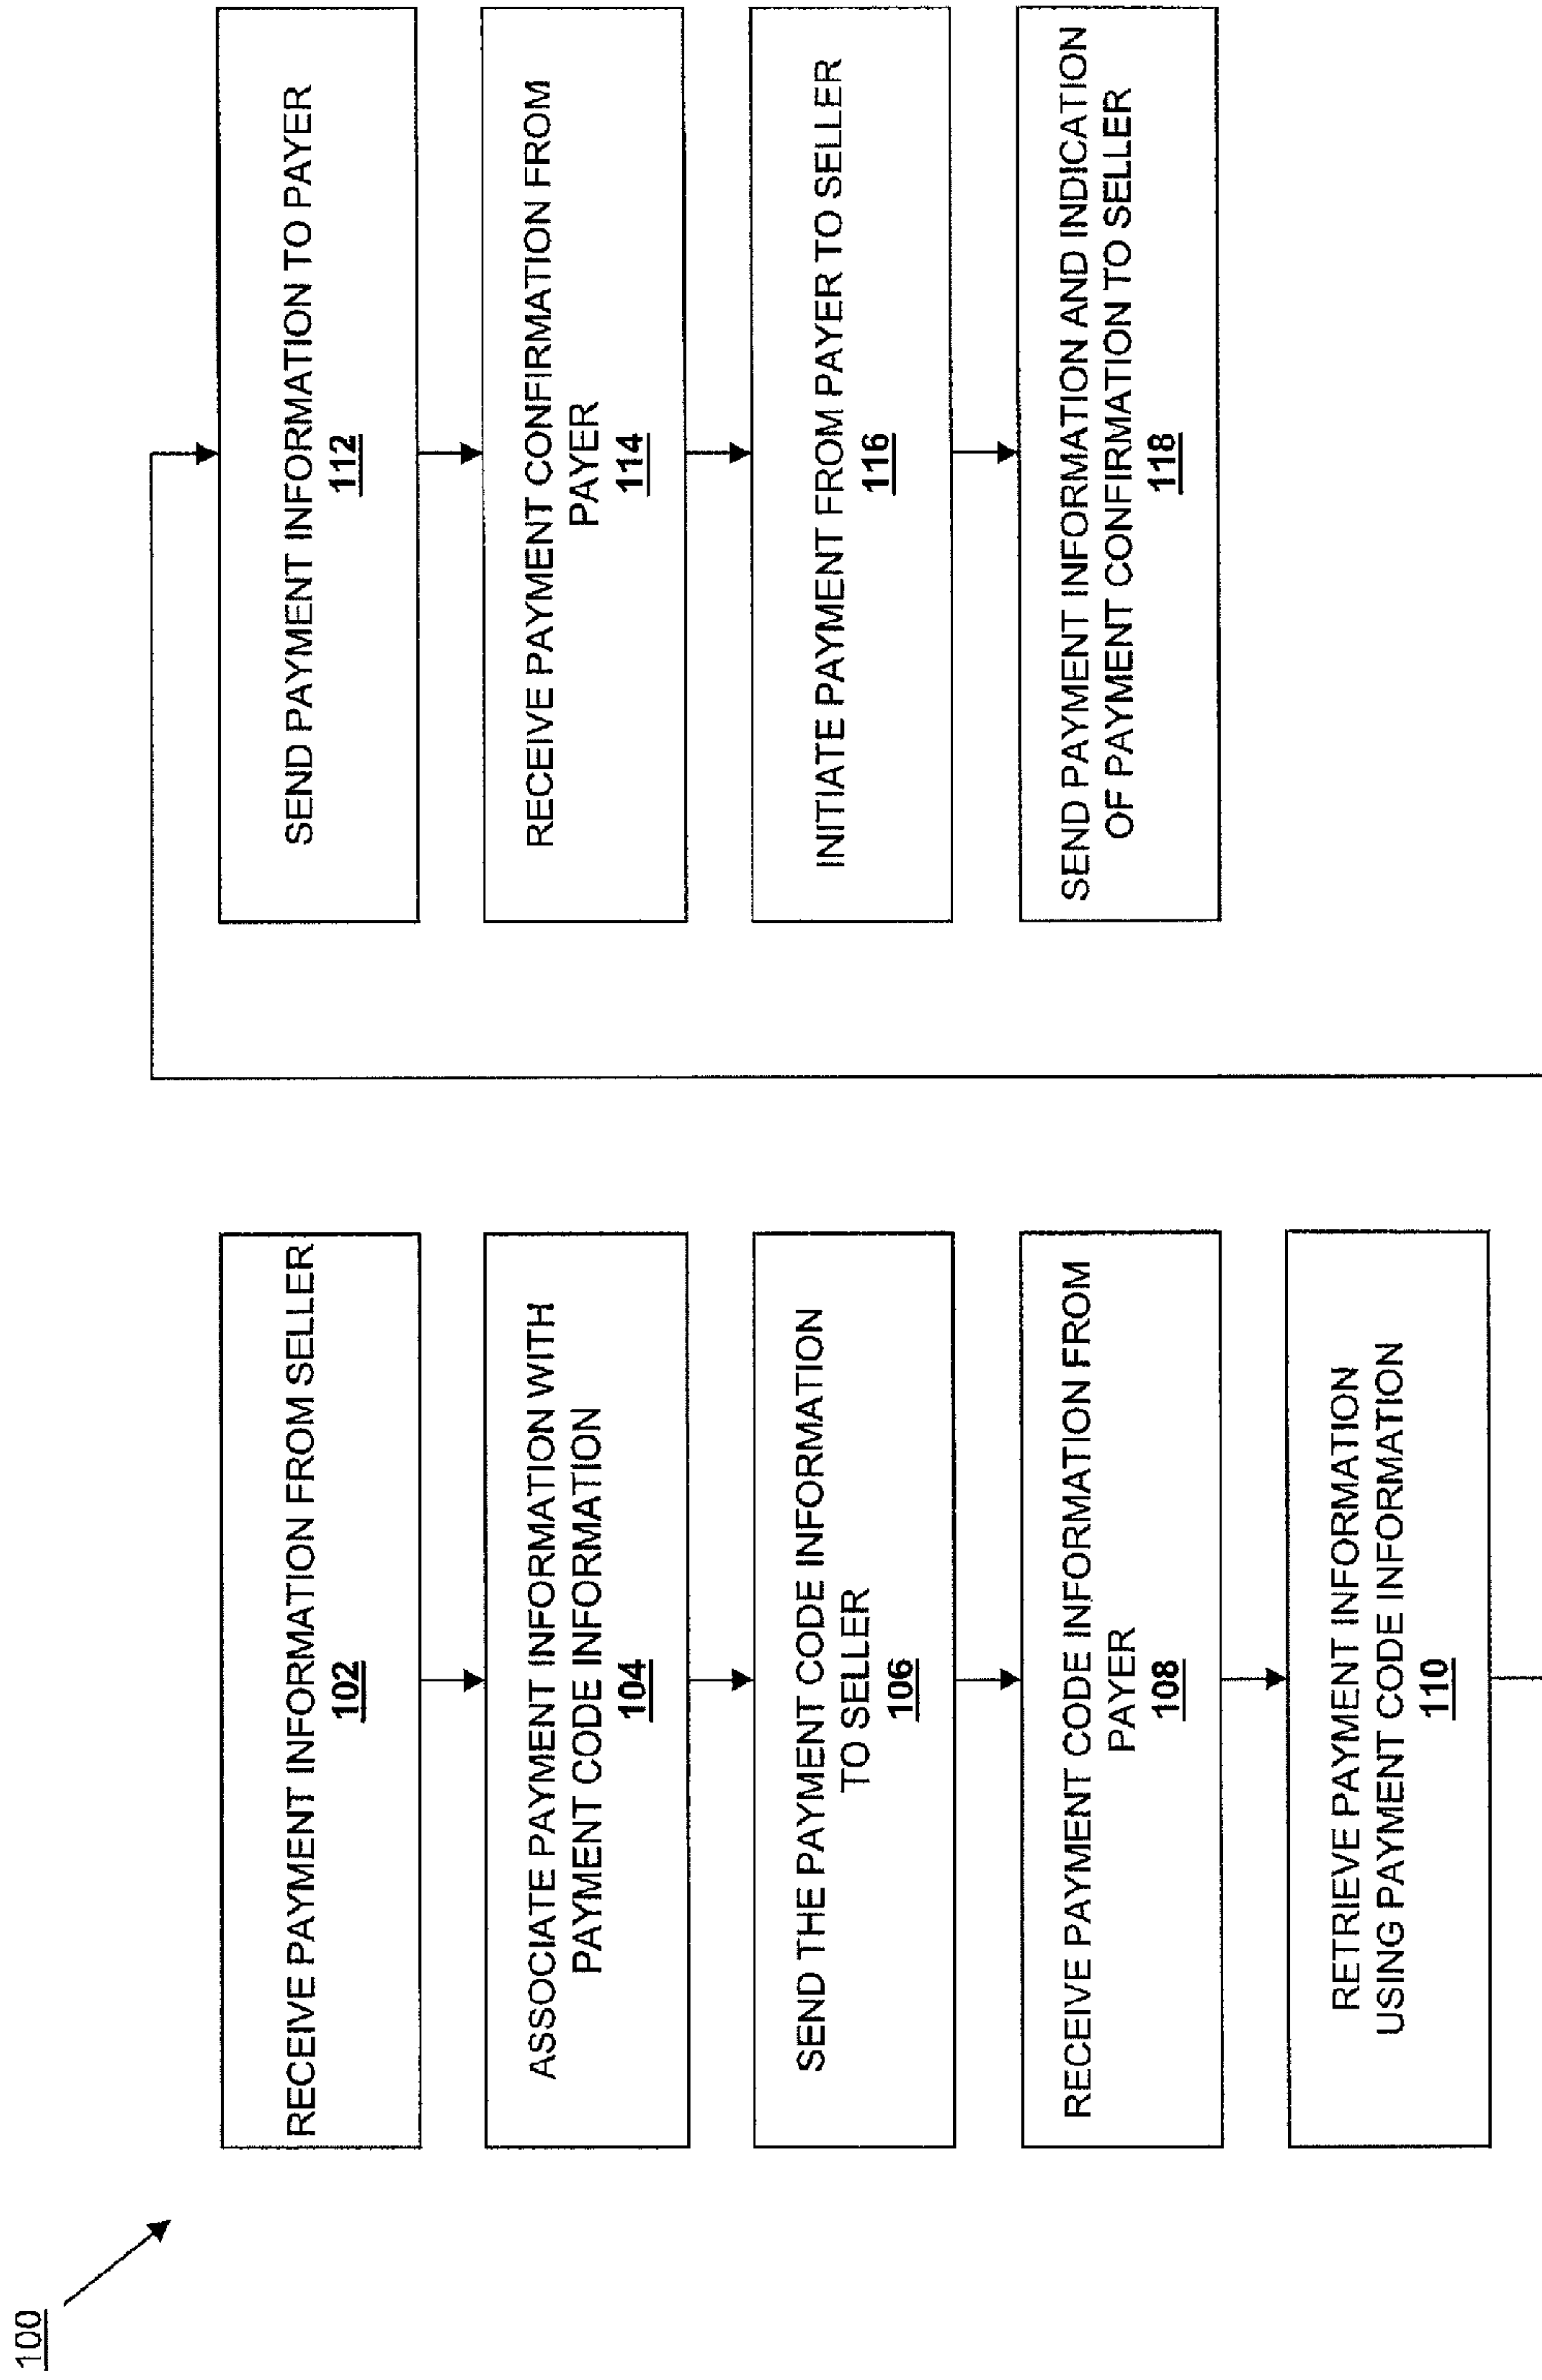 100
RECEIVE PAYMENT INFORMATION FROM SELLER
102
ASSOCIATE PAYMENT INFORMATION WITH
PAYMENT CODE INFORMATION
104
SEND THE PAYMENT CODE INFORMATION
TO SELLER
106
RECEIVE PAYMENT CODE INFORMATION FROM
PAYER
108
RETRIEVE PAYMENT INFORMATION
USING PAYMENT CODE INFORMATION
110
SEND PAYMENT INFORMATION TO PAYER
112
RECEIVE PAYMENT CONFIRMATION FROM
PAYER
114
INITIATE PAYMENT FROM PAYER TO SELLER
116
SEND PAYMENT INFORMATION AND INDICATION
OF PAYMENT CONFIRMATION TO SELLER
118